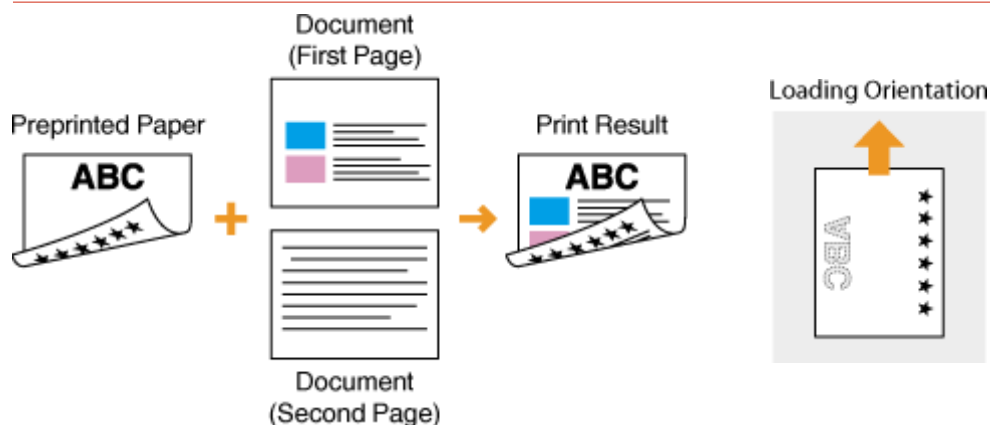 Document
(First Page)
Loading Orientation
Preprinted Paper
Print Result
ABC
ABC
ABC
Document
(Second Page)